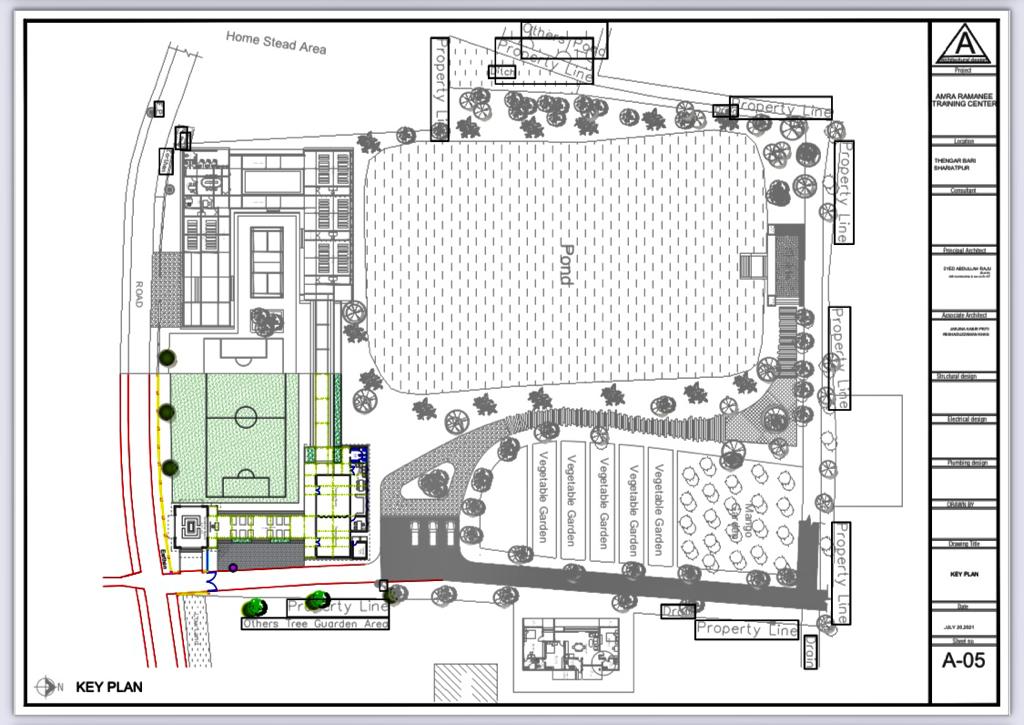 Home Stead Area
Others Pond
Property Line
Ditch
Property Line
Property Line
Property Line
ROAD
Pond
Property Line
Vegetable Garden
Vegetable Garden
Vegetable Garden
Vegetable Garden
Vegetable Garden
Mango
Property Line
Property Line
Others Tree Guarden Area
Drain
Property Line
Drain
N
KEY PLAN
A
Architectural design
Project
AMRA RAMANEE
TRAINING CENTER
Location
THENGAR BARI
SHARIATPUR
Consultant
Principal Architect
SYED ABDULLAH RAJU
Associate Architect
Structural design
Electrical design
Plumbing design
DRAWN BY
Drawing Title
KEY PLAN
Date
JULY 20,2021
Sheet no
A-05